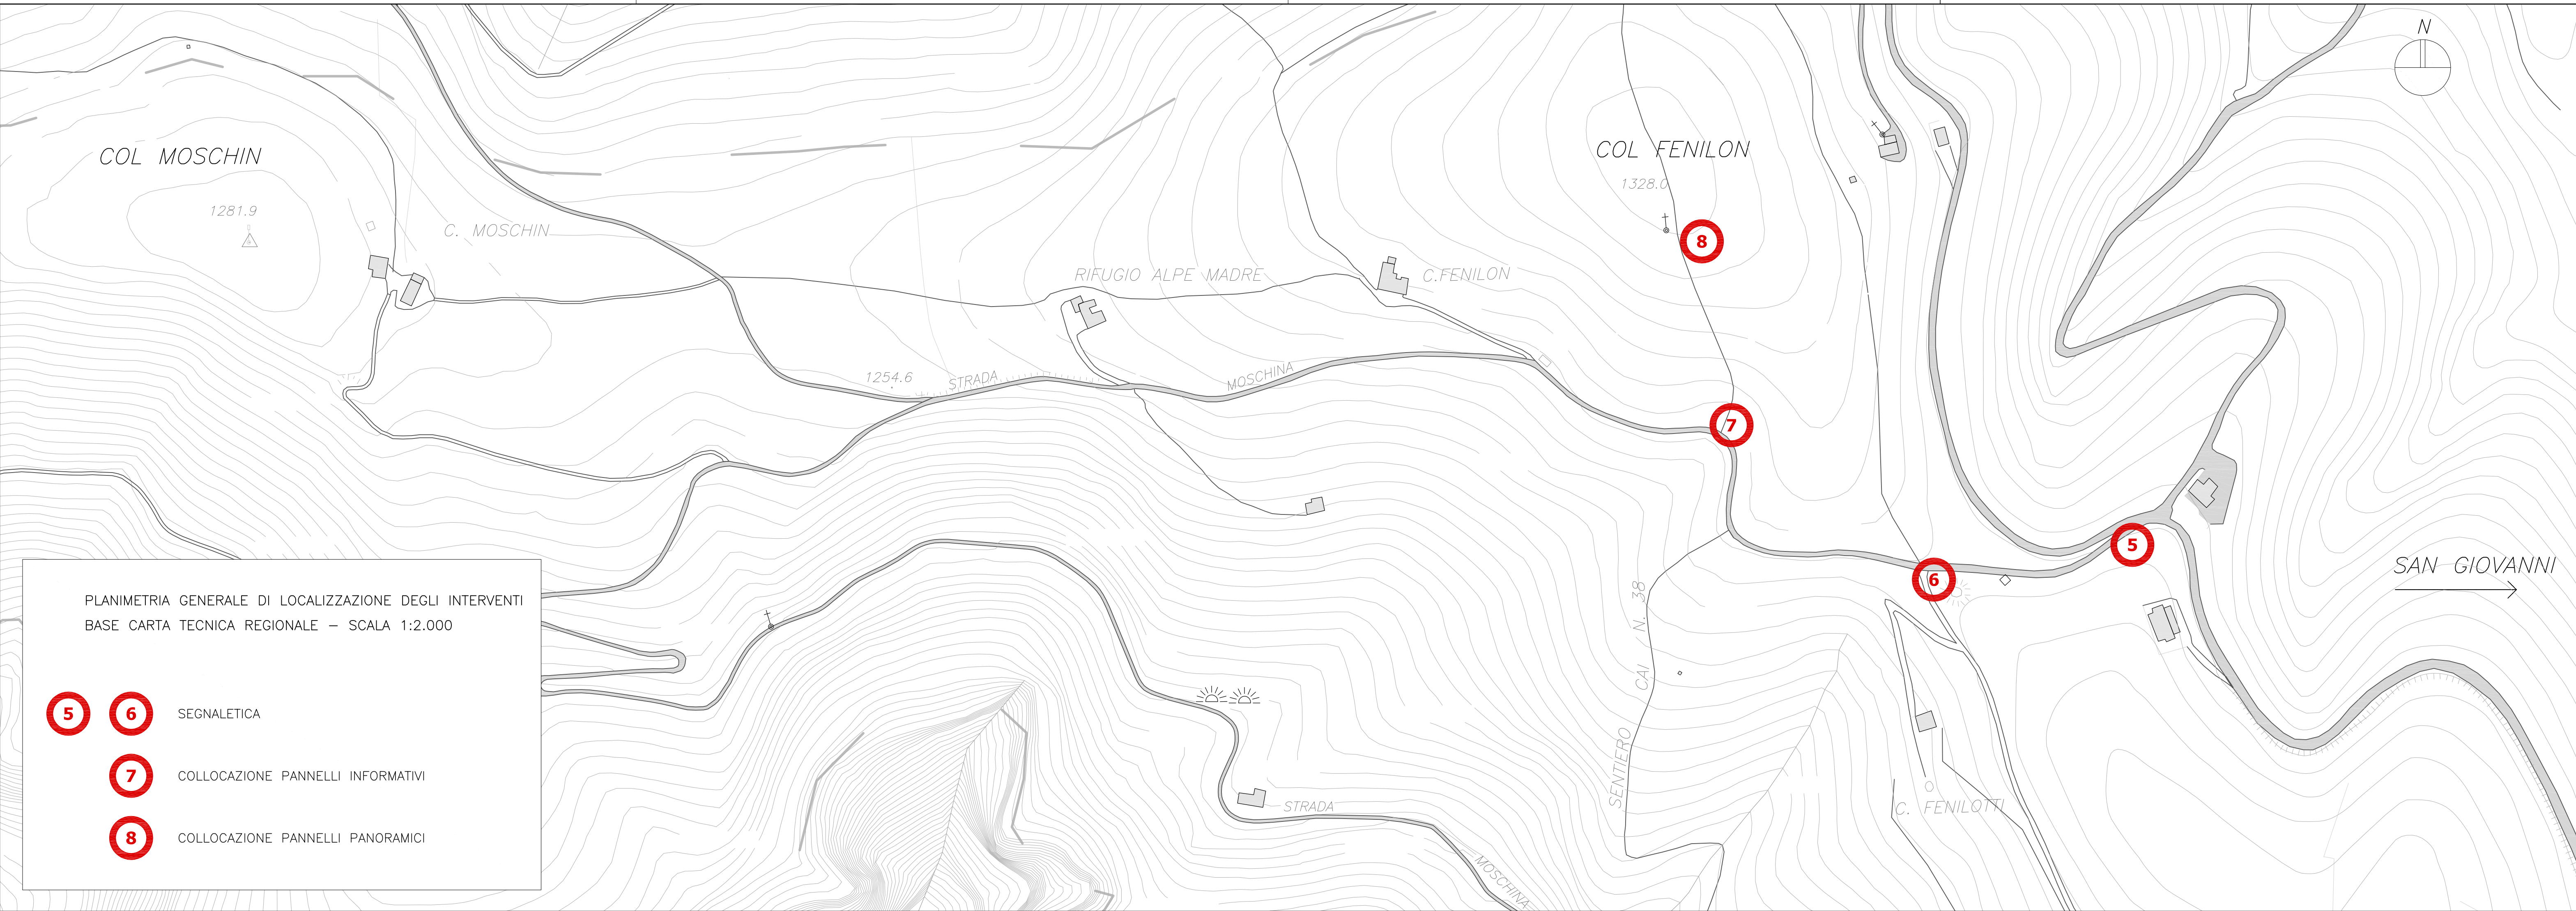 N
COL MOSCHIN
COL FENILON
1328.0
1281.9
C. MOSCHIN
8
RIFUGIO ALPE MADRE
C.FENILON
1254.6
STRADA
MOSCHINA
7
5
6
SAN GIOVANNI
SENTIERO CAI N. 38
C. FENILOTTI
STRADA
MOSCHINA
PLANIMETRIA GENERALE DI LOCALIZZAZIONE DEGLI INTERVENTI
BASE CARTA TECNICA REGIONALE – SCALA 1:2.000
5 6 SEGNALETICA
7 COLLOCAZIONE PANNELLI INFORMATIVI
8 COLLOCAZIONE PANNELLI PANORAMICI